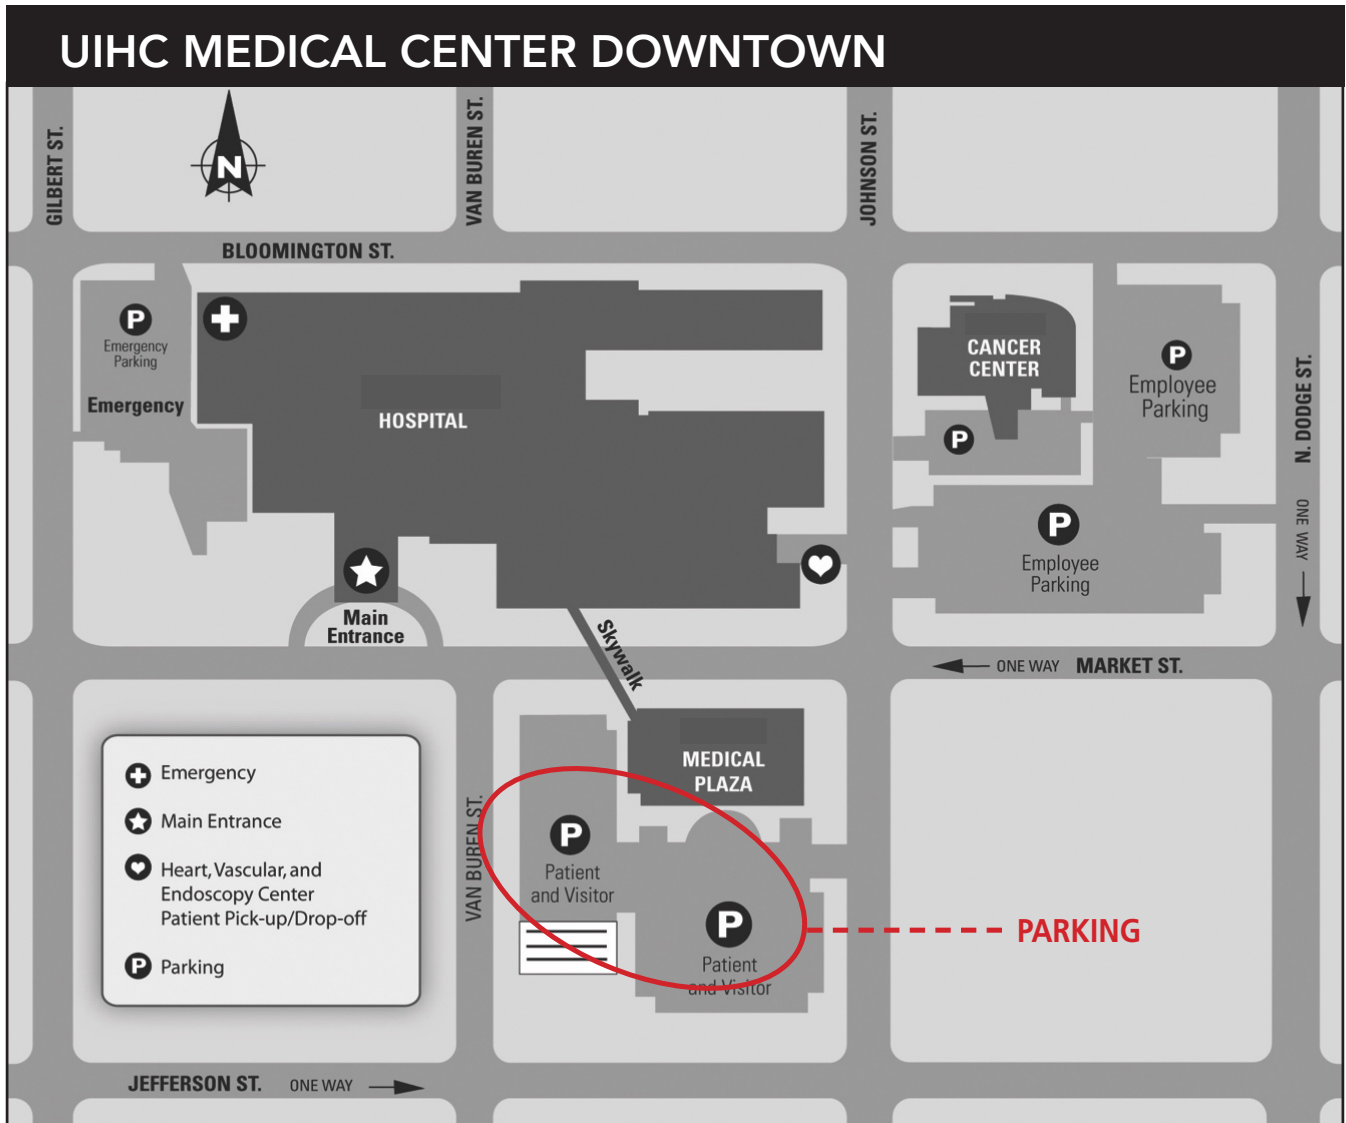 UIHC MEDICAL CENTER DOWNTOWN
GILBERT ST.
VAN BUREN ST.
JOHNSON ST.
N
BLOOMINGTON ST.
P
Emergency
Parking
Emergency
HOSPITAL
CANCER
CENTER
P
P
Employee
Parking
N. DODGE ST.
ONE WAY
P
Employee
Parking
Main
Entrance
Skywalk
ONE WAY MARKET ST.
MEDICAL
PLAZA
Emergency
Main Entrance
Heart, Vascular, and
Endoscopy Center
Patient Pick-up/Drop-off
P Parking
VAN BUREN ST.
P
Patient
and Visitor
P
Patient
and Visitor
PARKING
JEFFERSON ST. ONE WAY